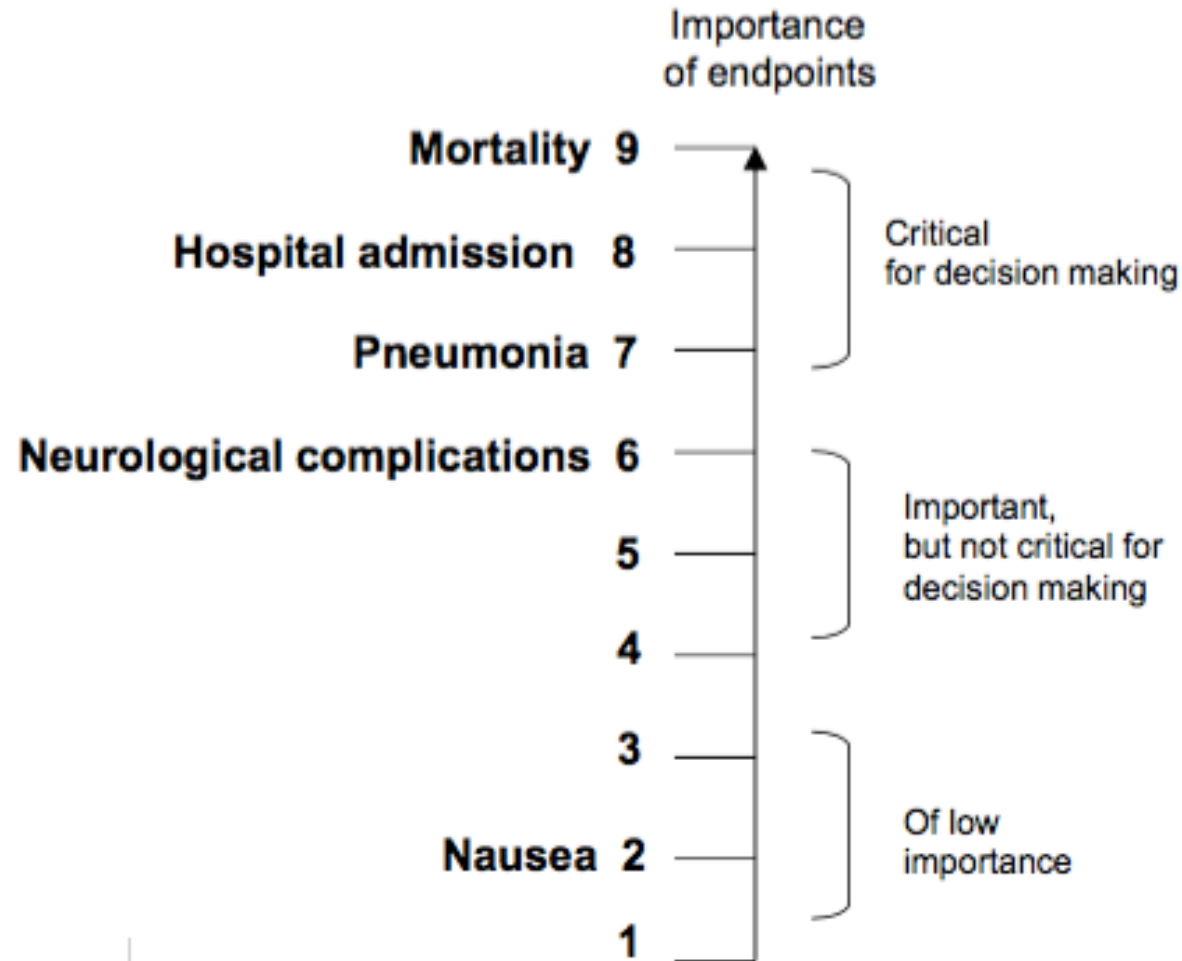 Importance
of endpoints
Mortality 9
Hospital admission 8
Critical
for decision making
Pneumonia 7
Neurological complications 6
Important,
but not critical for
decision making
5
4
3
Of low
importance
Nausea 2
1